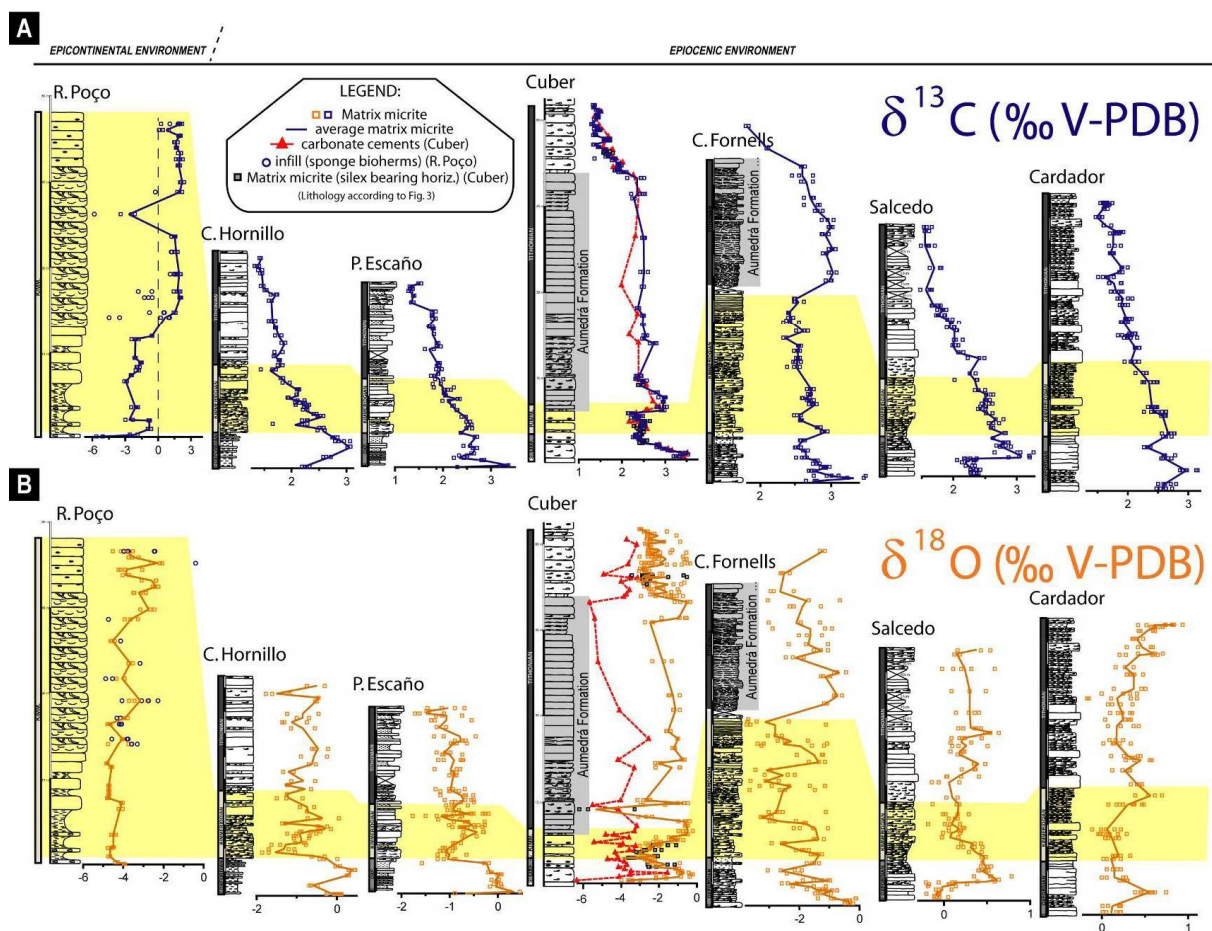 A
EPICONTINENTAL ENVIRONMENT
EPIOCENIC ENVIRONMENT
R. Poço
LEGEND:
Matrix micrite
average matrix micrite
carbonate cements (Cuber)
infill (sponge bioherms) (R. Poço)
Matrix micrite (silex bearing horiz.) (Cuber)
(Lithology according to Fig. 3)
Cuber
δ¹³C (‰ V-PDB)
C. Fornells
Cardador
Salcedo
C. Hornillo
P. Escaño
Aumedrá Formation
Aumedrá Formation ...
-6 0 3
2 3
1 2 3
1 2 3 4
2 3
2 3
2 3
B
R. Poço
Cuber
δ¹⁸O (‰ V-PDB)
C. Fornells
Cardador
Salcedo
C. Hornillo
P. Escaño
Aumedrá Formation
Aumedrá Formation ...
-6 -4 -2 0
-2 0
-2 -1 0
-6 -4 -2 0
-2 0
0 1
0 1